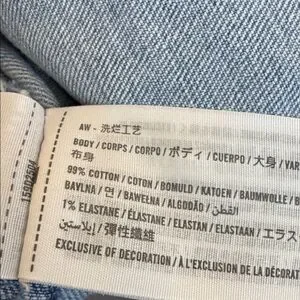 AW - 洗烂工艺
BODY / CORPS / CORPO / ボディ / CUERPO / 大身 / VAR
布身
99% COTTON / COTON / BOMULD / KATOEN / BAUMWOLLE / B
BAVLNA / 면 / BAWEŁNA / ALGODÃO / القطن /
1% ELASTANE / ÉLASTANE / ELASTAN / ELASTAAN / エラス
إيلاستين / 彈性纖維
EXCLUSIVE OF DECORATION / À L'EXCLUSION DE LA DÉCORAT